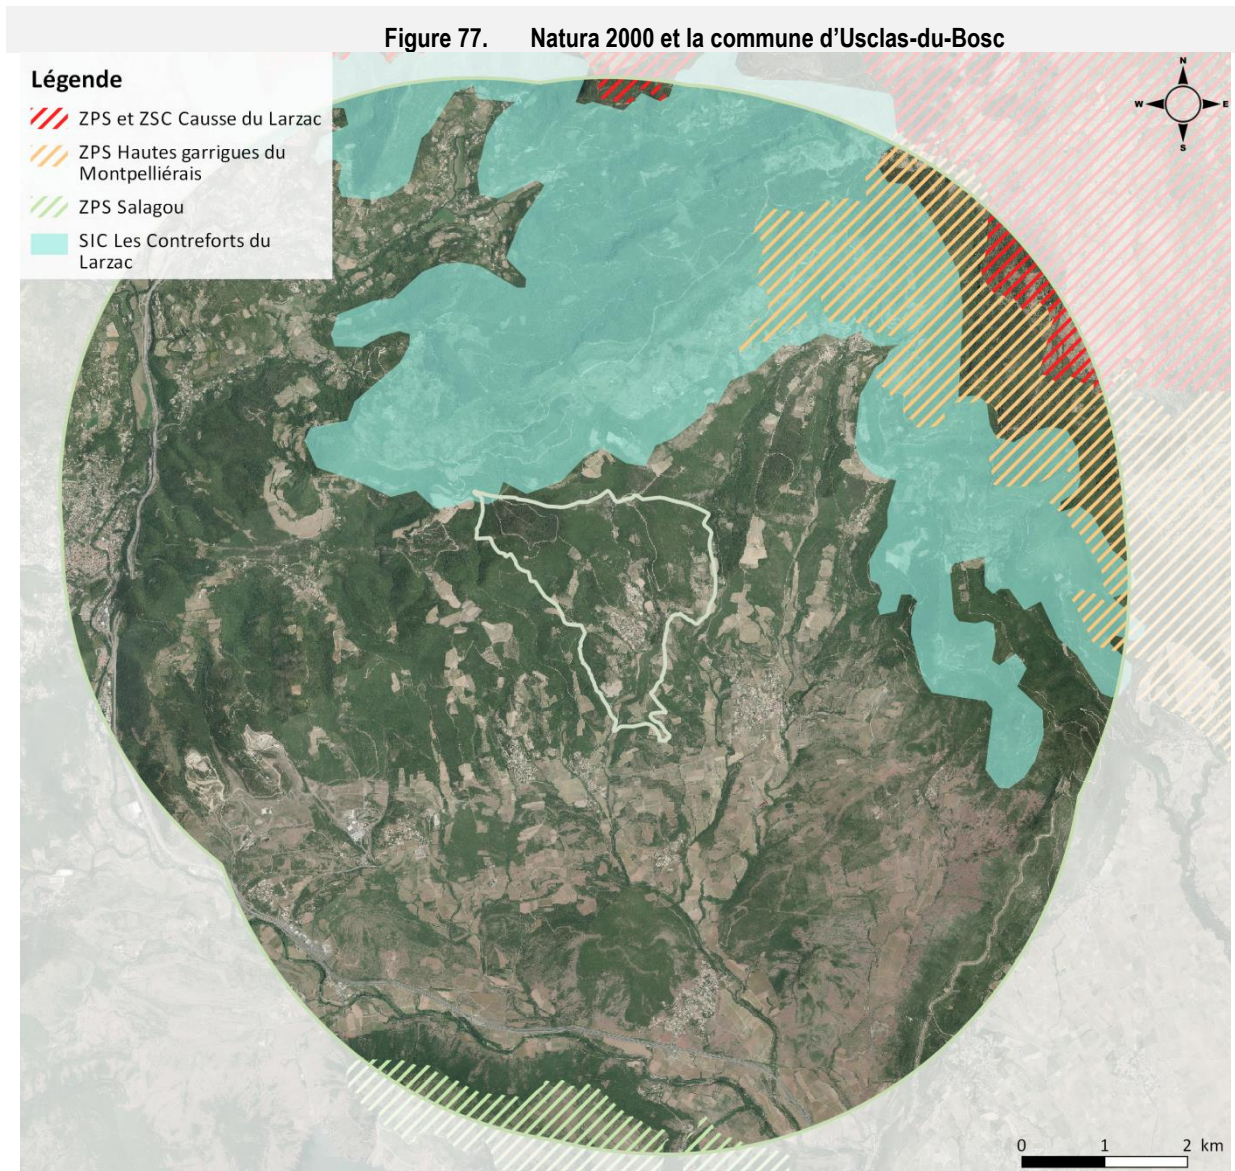 Figure 77. Natura 2000 et la commune d’Usclas-du-Bosc
Légende
ZPS et ZSC Causse du Larzac
ZPS Hautes garrigues du
Montpelliérais
ZPS Salagou
SIC Les Contreforts du
Larzac
N
W E
S
0 1 2 km